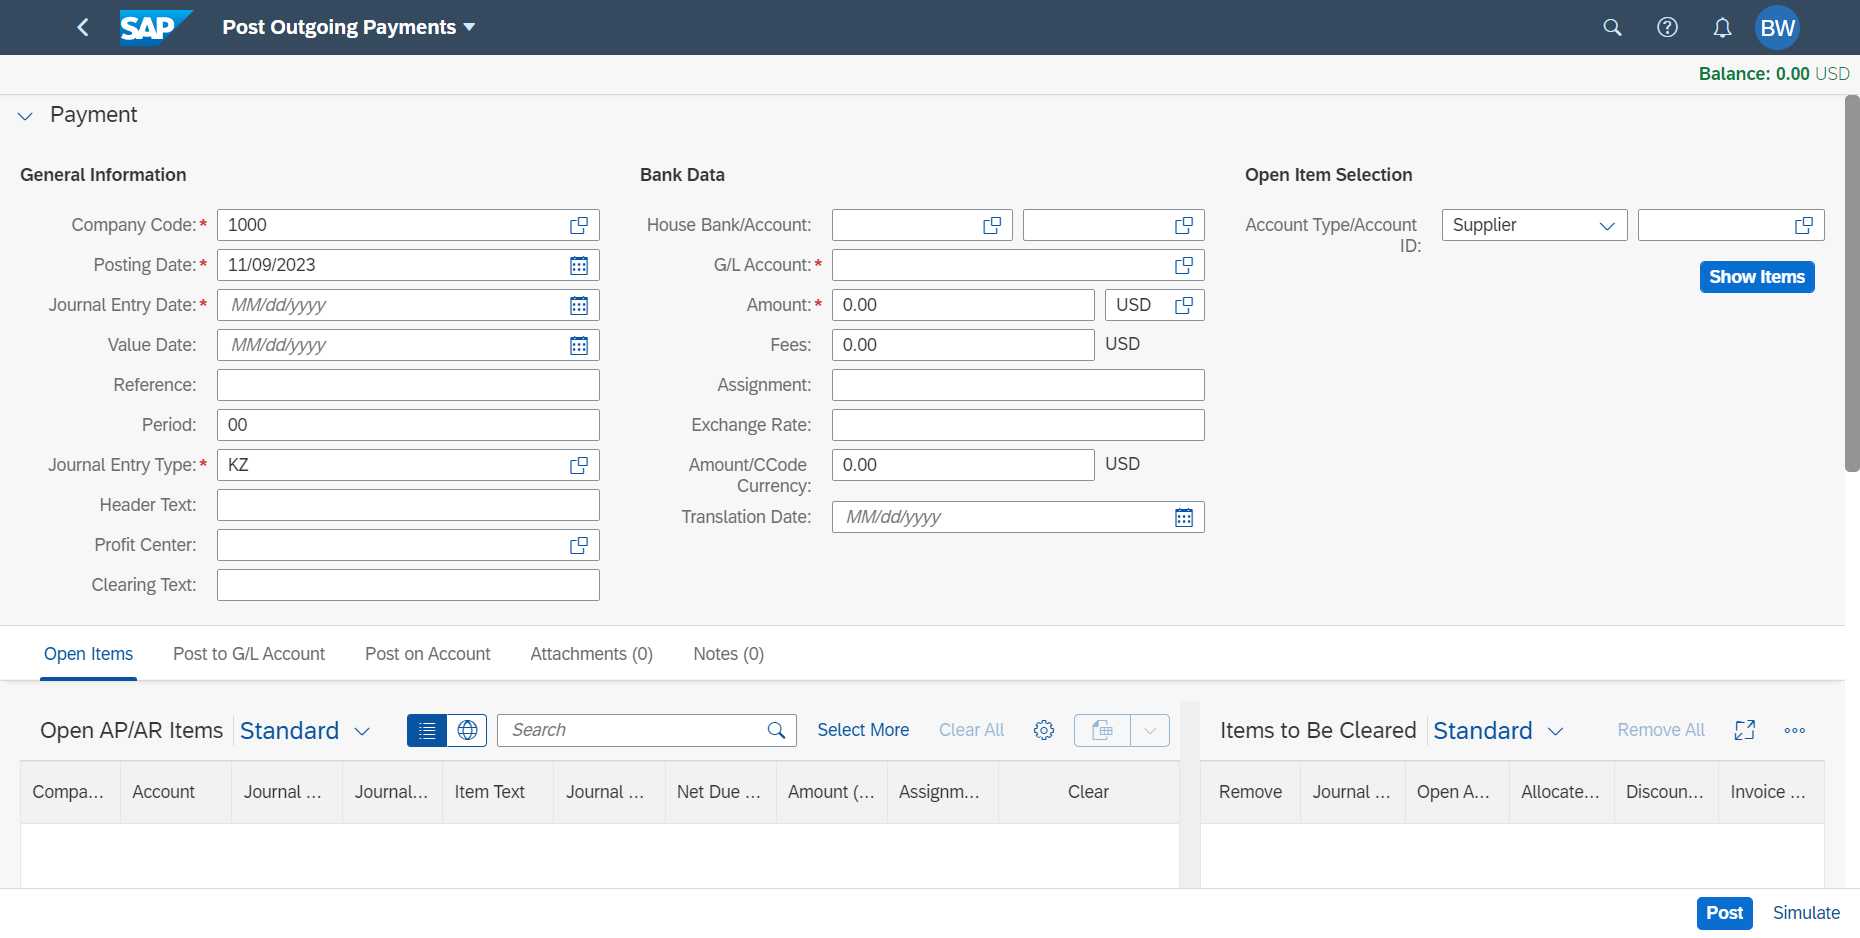 SAP Post Outgoing Payments BW
Balance: 0.00 USD
Payment
General Information
Company Code:* 1000
Posting Date:* 11/09/2023
Journal Entry Date:* MM/dd/yyyy
Value Date: MM/dd/yyyy
Reference:
Period: 00
Journal Entry Type:* KZ
Header Text:
Profit Center:
Clearing Text:
Bank Data
House Bank/Account:
G/L Account:*
Amount:* 0.00 USD
Fees: 0.00 USD
Assignment:
Exchange Rate:
Amount/CCode
Currency: 0.00 USD
Translation Date: MM/dd/yyyy
Open Item Selection
Account Type/Account
ID: Supplier
Show Items
Open Items Post to G/L Account Post on Account Attachments (0) Notes (0)
Open AP/AR Items Standard Search Select More Clear All
Compa... Account Journal ... Journal... Item Text Journal ... Net Due ... Amount (... Assignm... Clear
Items to Be Cleared Standard Remove All
Remove Journal ... Open A... Allocate... Discoun... Invoice ...
Post Simulate